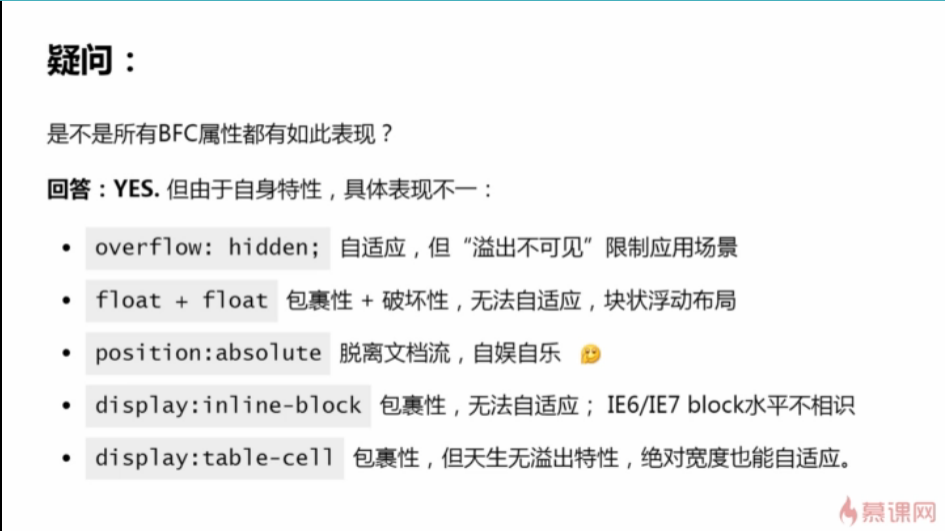 疑问：
是不是所有BFC属性都有如此表现？
回答：YES. 但由于自身特性，具体表现不一：
• overflow: hidden; 自适应，但“溢出不可见”限制应用场景
• float + float 包裹性 + 破坏性，无法自适应，块状浮动布局
• position:absolute 脱离文档流，自娱自乐
• display:inline-block 包裹性，无法自适应； IE6/IE7 block水平不相识
• display:table-cell 包裹性，但天生无溢出特性，绝对宽度也能自适应。
慕课网